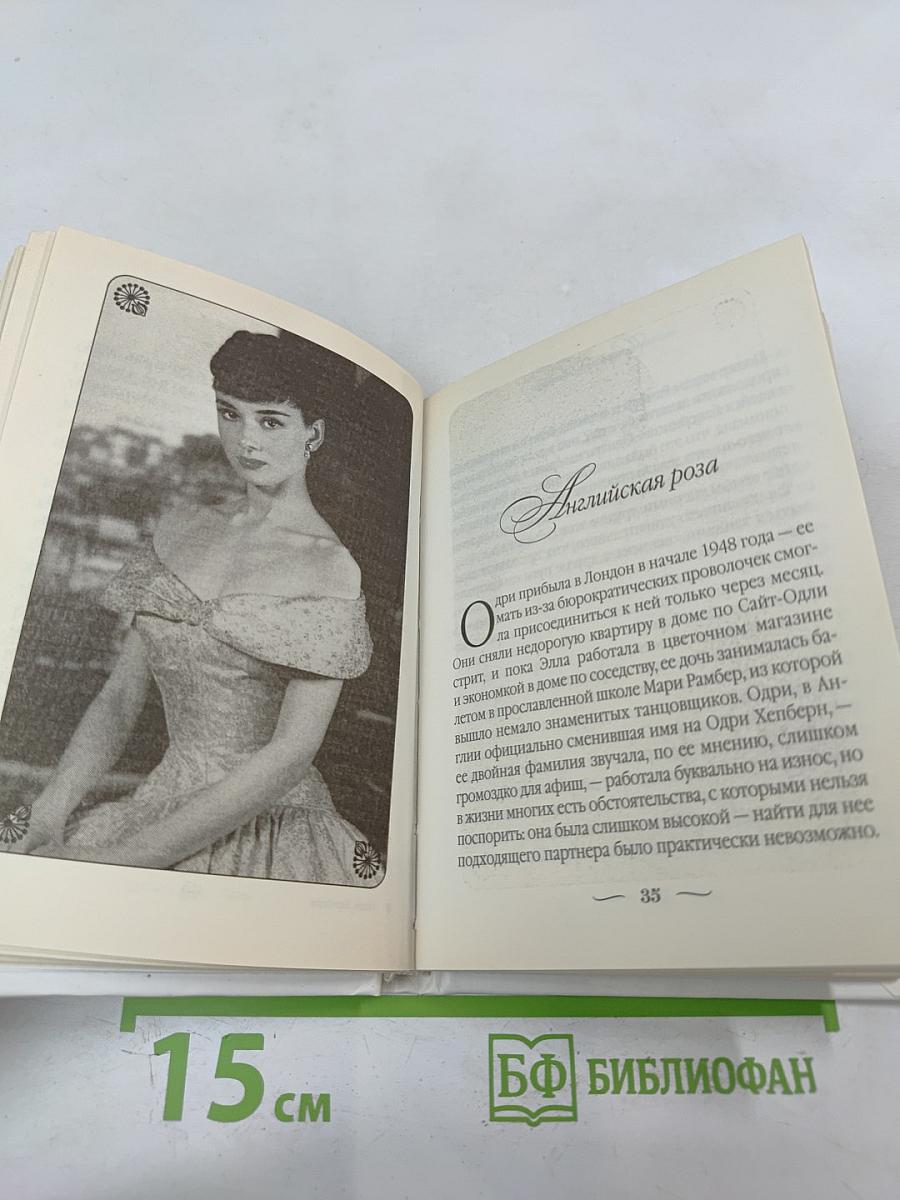 Английская роза
Одри прибыла в Лондон в начале 1948 года — ее
мать из-за бюрократических проволочек смог-
ла присоединиться к ней только через месяц.
Они сняли недорогую квартиру в доме по Сайт-Одли
стрит, и пока Элла работала в цветочном магазине
и экономкой в доме по соседству, ее дочь занималась ба-
летом в прославленной школе Мари Рамбер, из которой
вышло немало знаменитых танцовщиков. Одри, в Ан-
глии официально сменившая имя на Одри Хепберн, —
ее двойная фамилия звучала, по ее мнению, слишком
громоздко для афиш, — работала буквально на износ, но
в жизни многих есть обстоятельства, с которыми нельзя
поспорить: она была слишком высокой — найти для нее
подходящего партнера было практически невозможно.
35
15 см
БФ БИБЛИОФАН